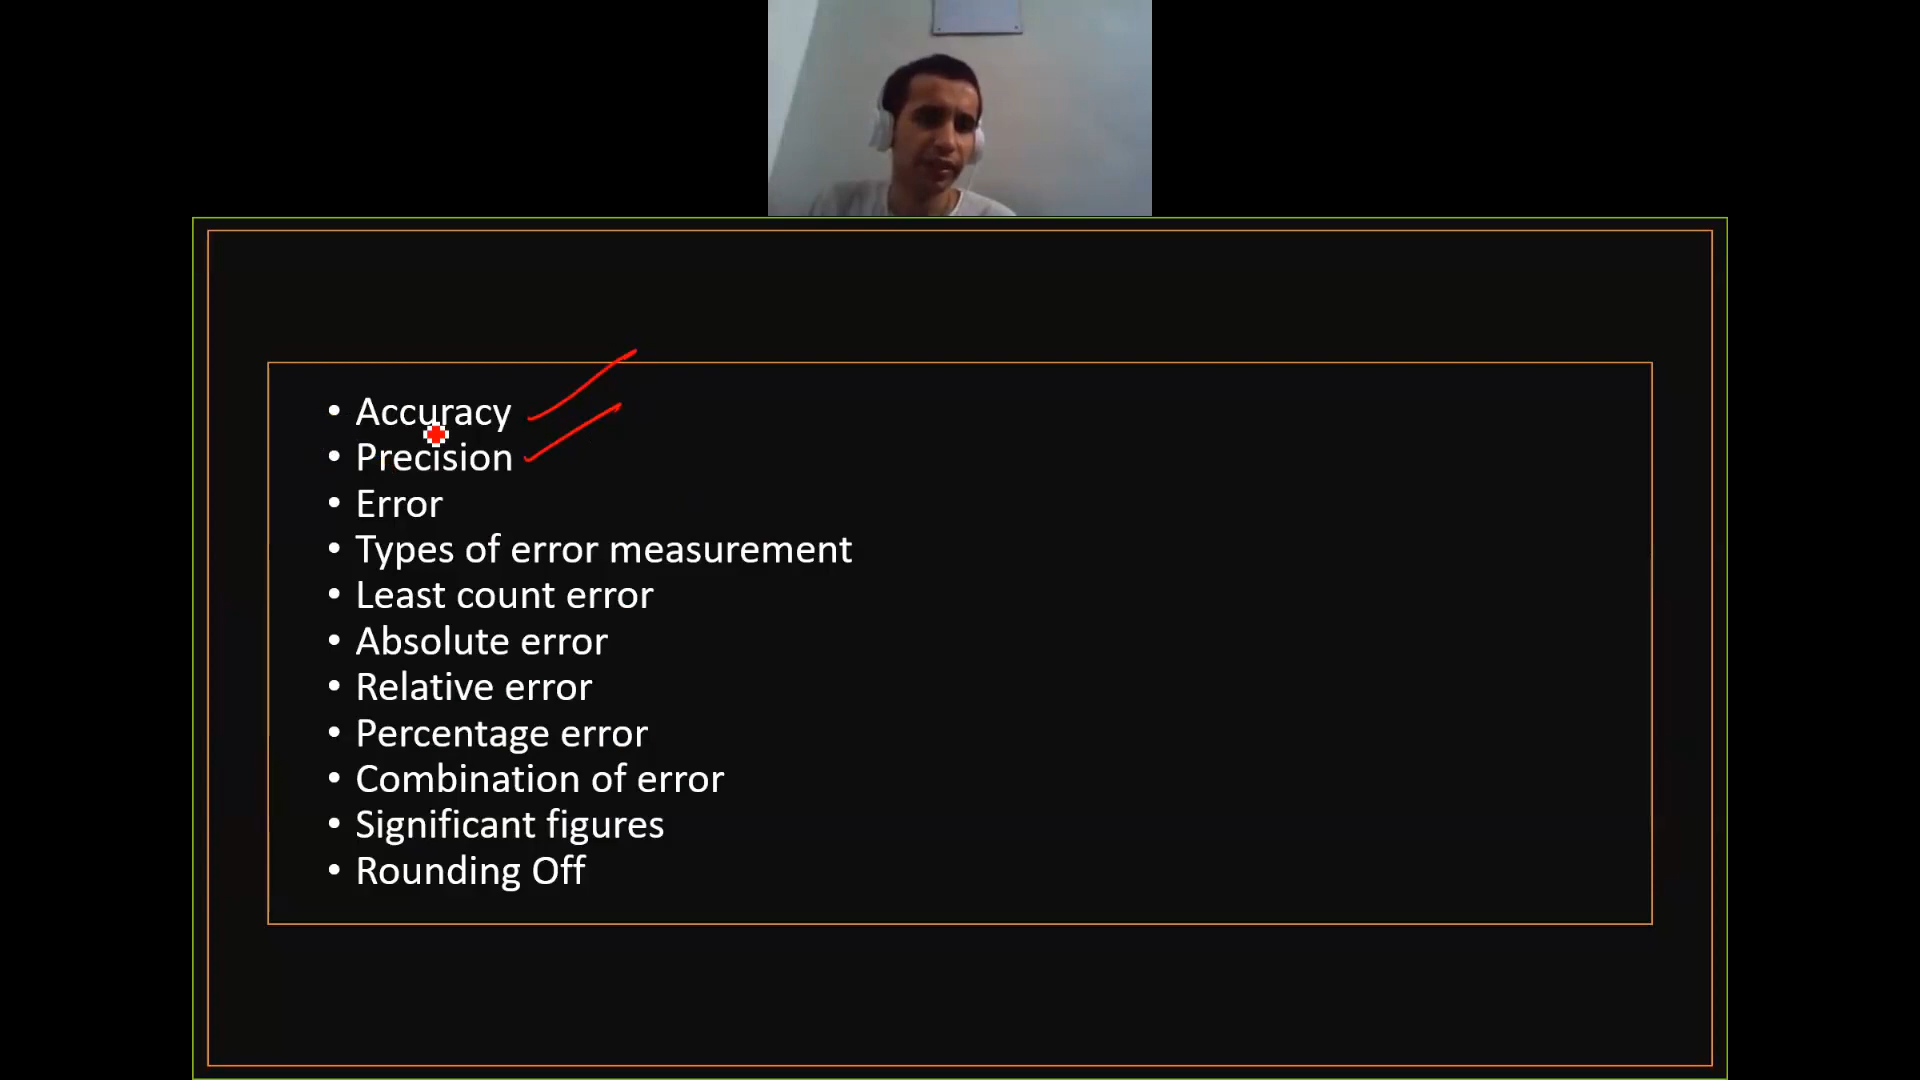 • Accuracy
• Precision
• Error
• Types of error measurement
• Least count error
• Absolute error
• Relative error
• Percentage error
• Combination of error
• Significant figures
• Rounding Off